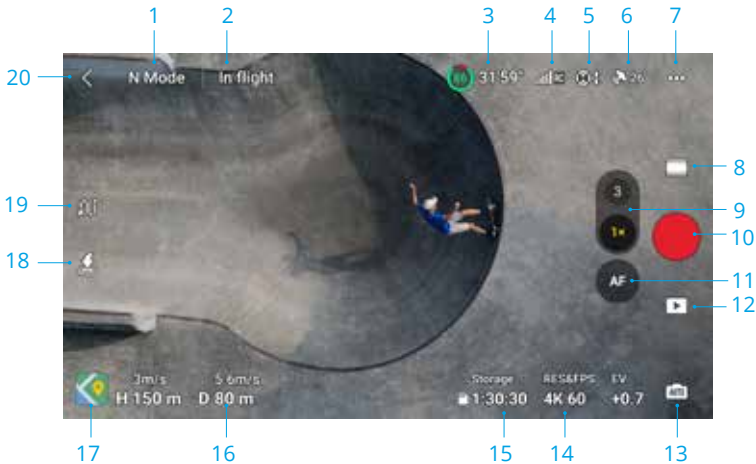 1 2 3 4 5 6 7
20 N Mode In flight 31'59" 26
8
3
19 9
1× 10
18 AF 11
12
3m/s 5.6m/s Storage RES&FPS EV
H 150 m D 80 m 1:30:30 4K 60 +0.7 AUTO
17 16 15 14 13